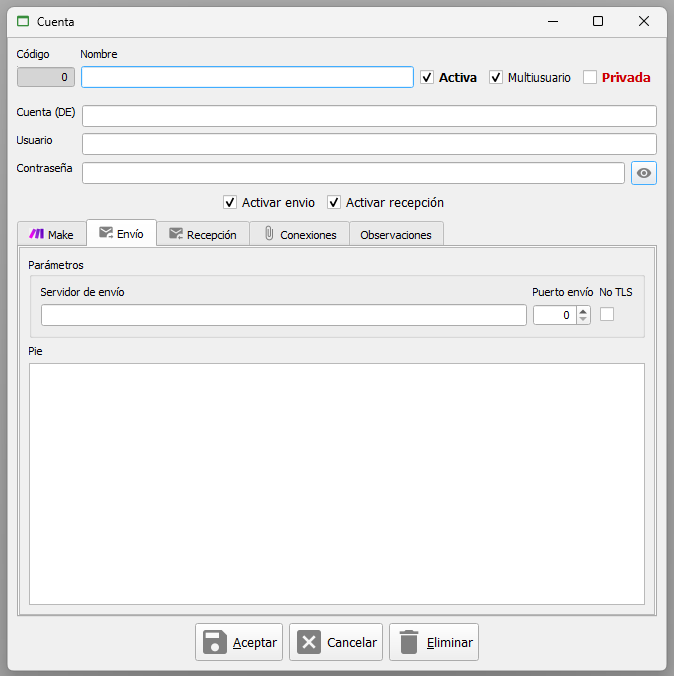 Cuenta
Código Nombre
0 Activa Multiusuario Privada
Cuenta (DE)
Usuario
Contraseña
Activar envio Activar recepción
Make Envío Recepción Conexiones Observaciones
Parámetros
Servidor de envío Puerto envío No TLS
0
Pie
Aceptar Cancelar Eliminar